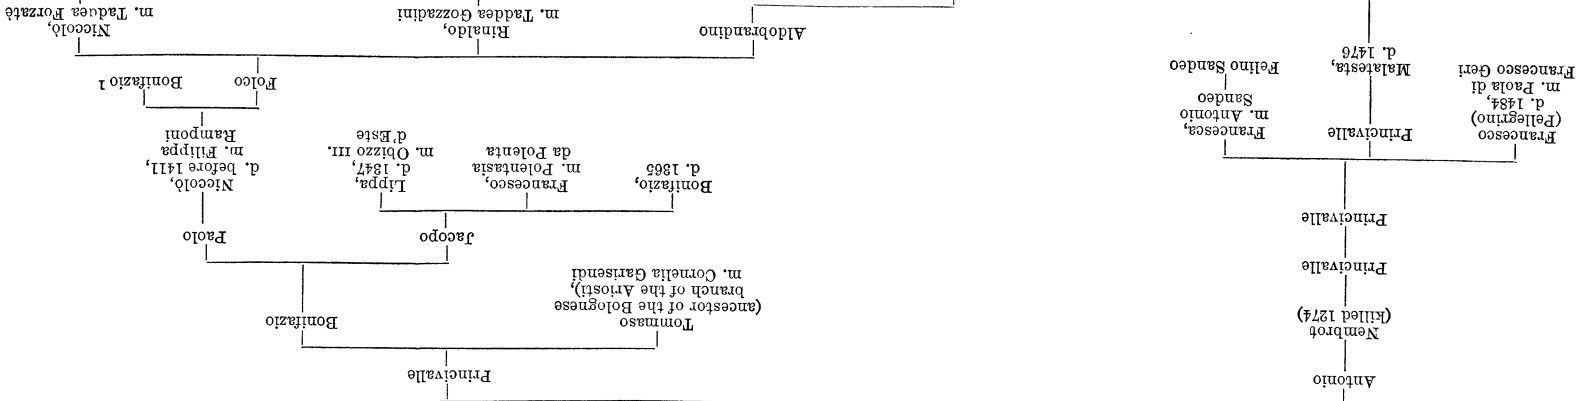 Antonio
Princivalle
Nembrot
(killed 1274)
Tommaso
(ancestor of the Bolognese
branch of the Ariosti),
m. Cornelia Garisendi
Bonifazio
Princivalle
Princivalle
Jacopo
Paolo
Francesco
(Pellegrino)
d. 1484,
m. Paola di
Francesco Geri
Princivalle
Malatesta,
d. 1476
Francesca,
m. Antonio
Sandeo
Felino Sandeo
Bonifazio,
d. 1365
Francesco,
m. Polentasia
da Polenta
Lippa,
d. 1347,
m. Obizzo III.
d'Este
Niccolò,
d. before 1411,
m. Filippa
Ramponi
Folco
Bonifazio 1
Aldobrandino
Rinaldo,
m. Taddea Gozzadini
Niccolò,
m. Taddea Forzatè